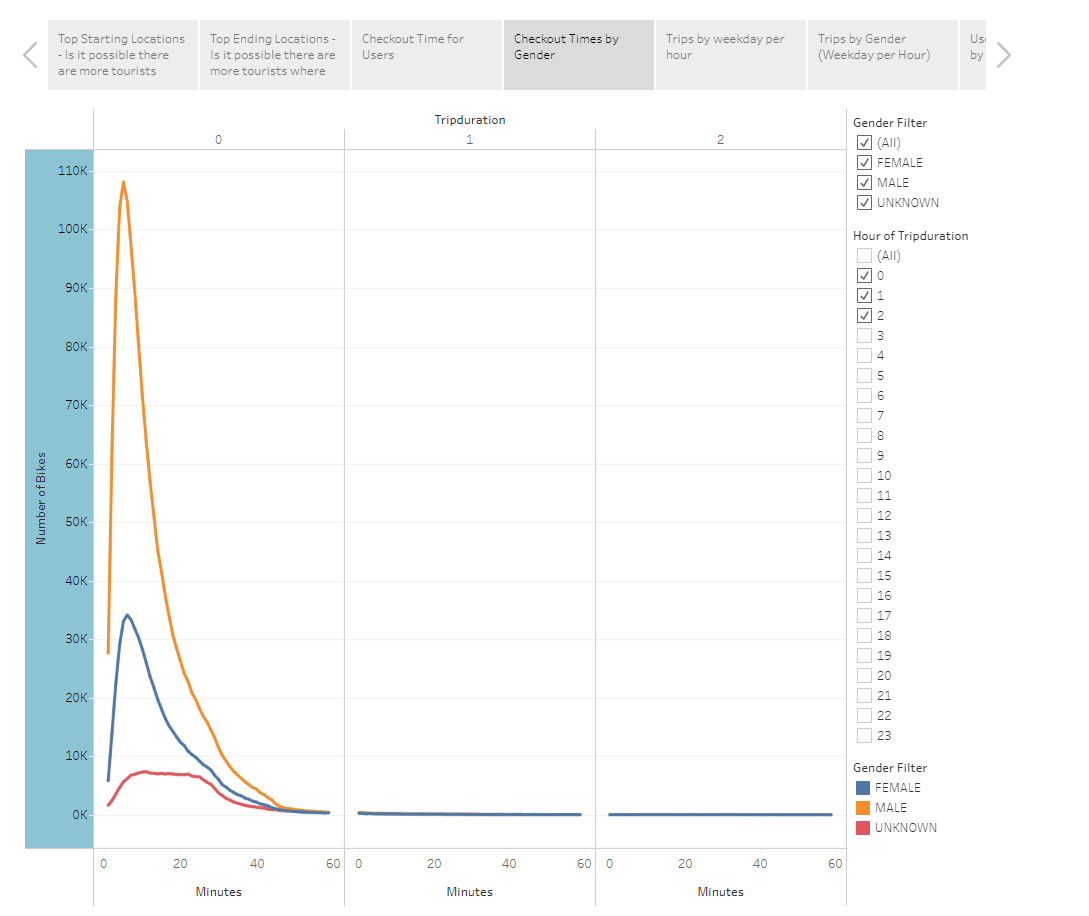 Top Starting Locations
- Is it possible there
are more tourists
Top Ending Locations -
Is it possible there are
more tourists where
Checkout Time for
Users
Checkout Times by
Gender
Trips by weekday per
hour
Trips by Gender
(Weekday per Hour)
by
Tripduration
0
1
2
110K
100K
90K
80K
70K
60K
50K
40K
30K
20K
10K
0K
Number of Bikes
0
20
40
60
0
20
40
60
0
20
40
60
Minutes
Minutes
Minutes
Gender Filter
(All)
FEMALE
MALE
UNKNOWN
Hour of Tripduration
(All)
0
1
2
3
4
5
6
7
8
9
10
11
12
13
14
15
16
17
18
19
20
21
22
23
Gender Filter
FEMALE
MALE
UNKNOWN